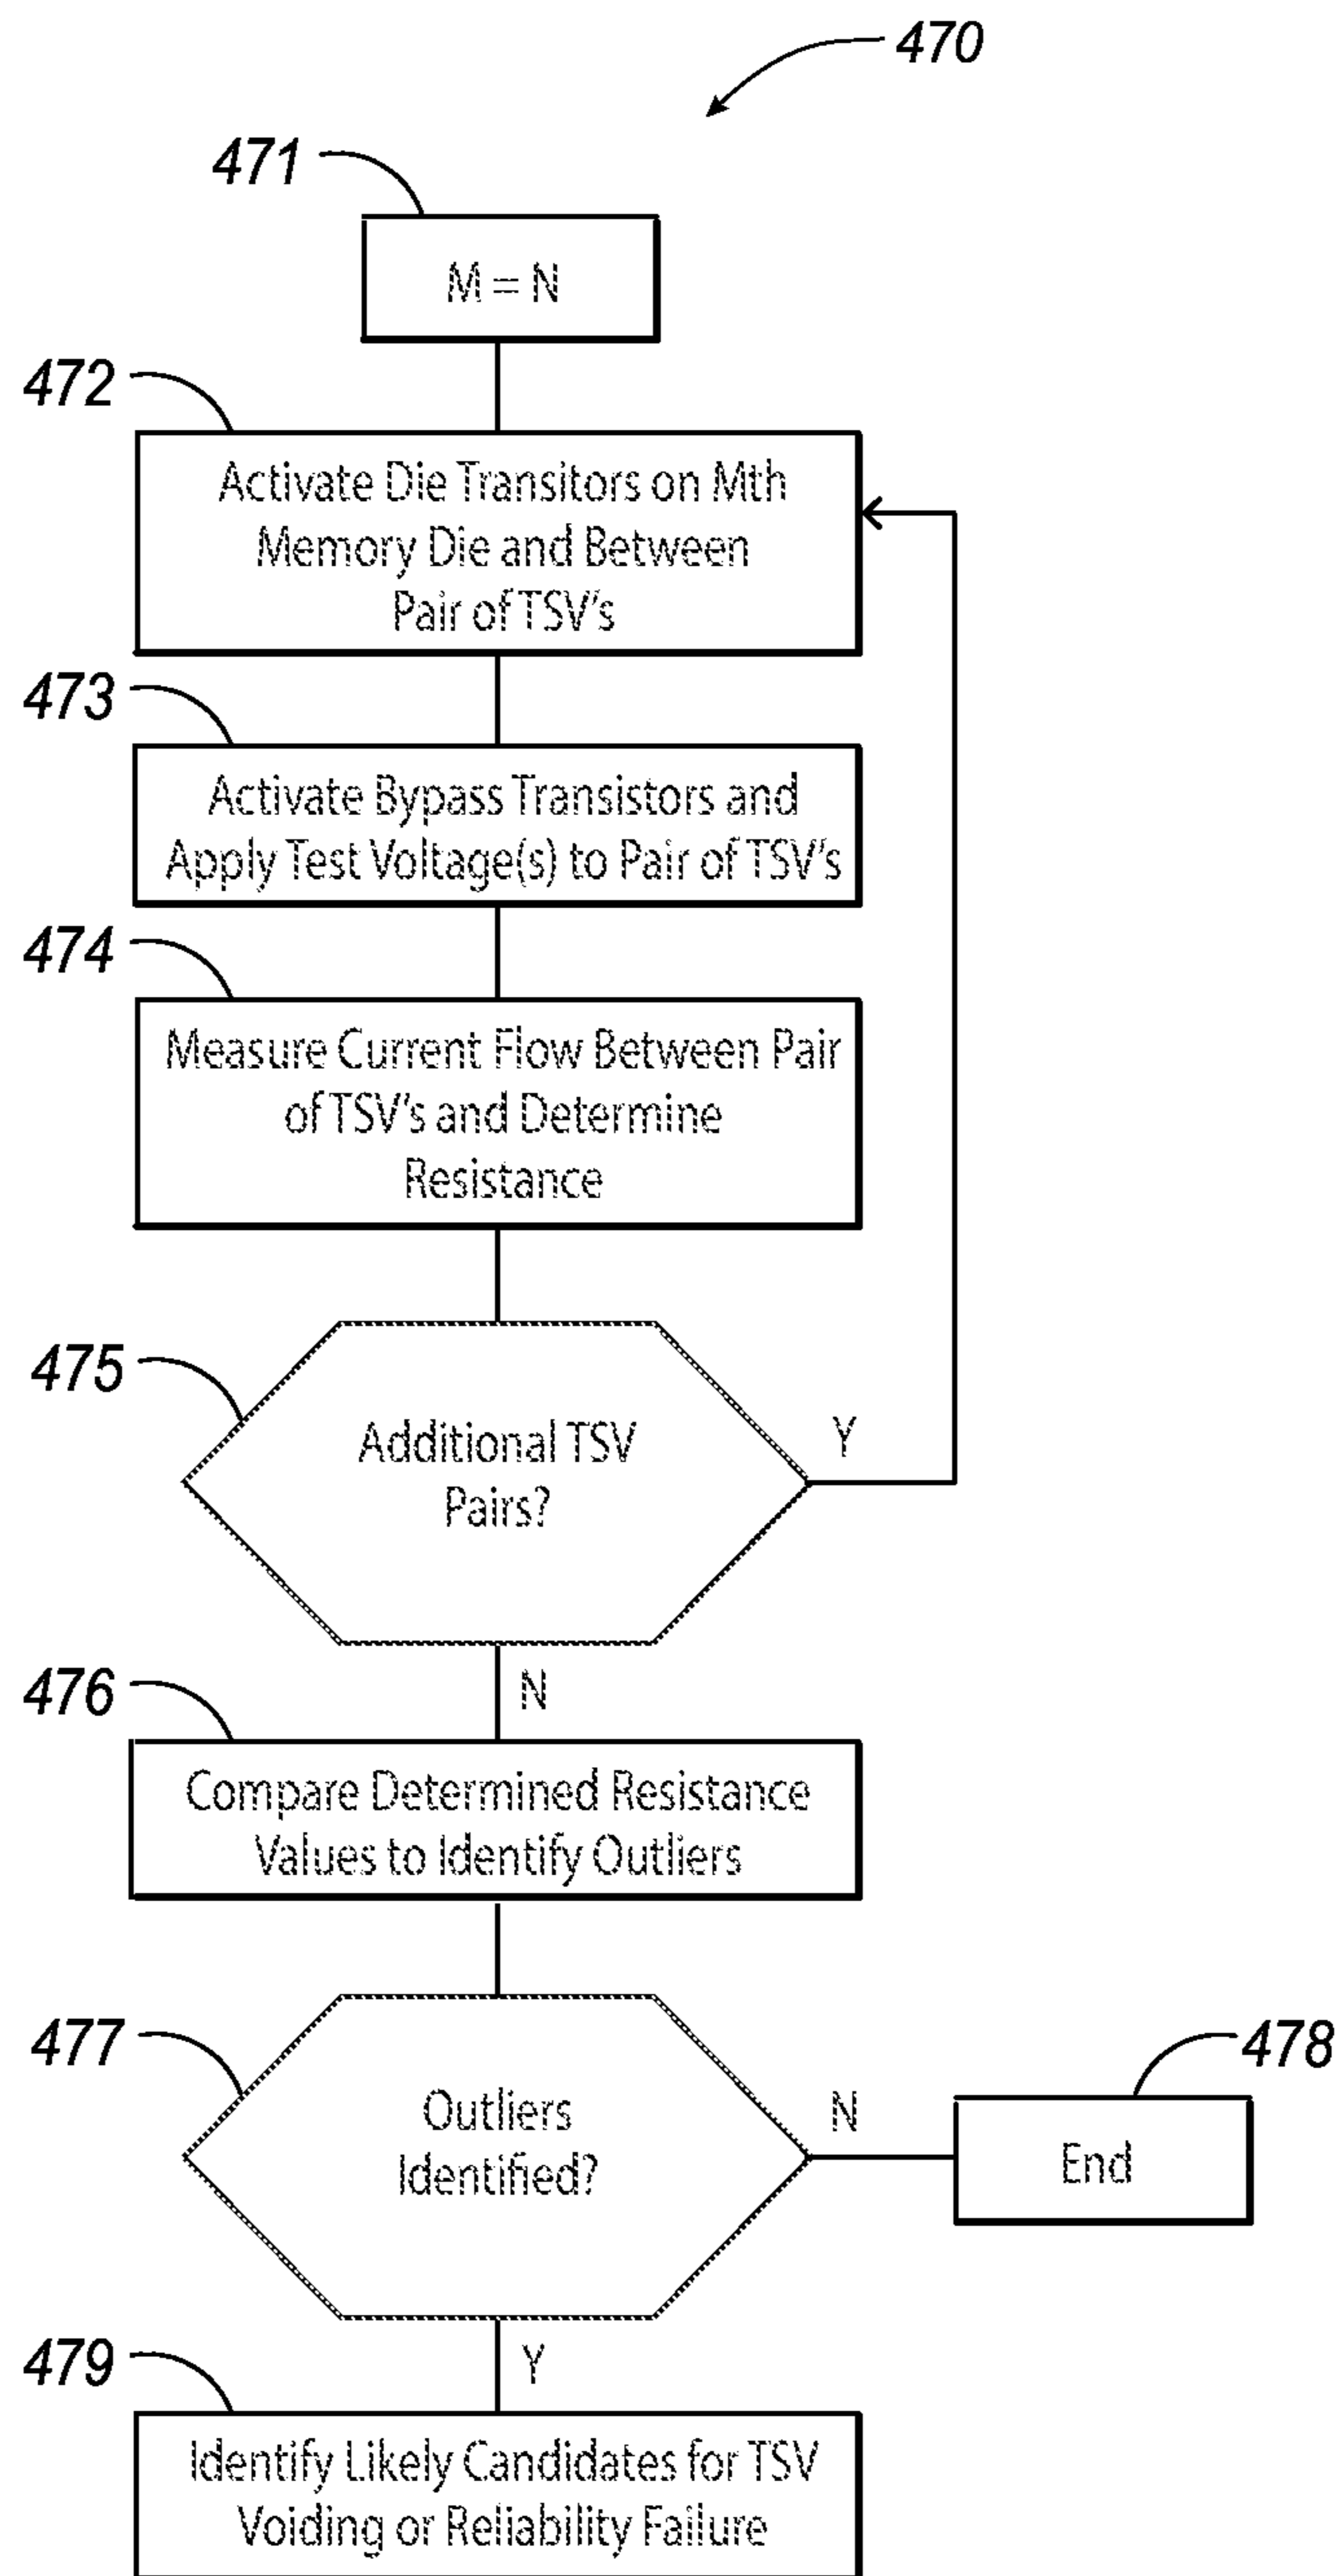 470
471
M = N
472
Activate Die Transitors on Mth
Memory Die and Between
Pair of TSV's
473
Activate Bypass Transistors and
Apply Test Voltage(s) to Pair of TSV's
474
Measure Current Flow Between Pair
of TSV's and Determine
Resistance
475
Additional TSV
Pairs?
Y
N
476
Compare Determined Resistance
Values to Identify Outliers
477
Outliers
Identified?
N
478
End
Y
479
Identify Likely Candidates for TSV
Voiding or Reliability Failure